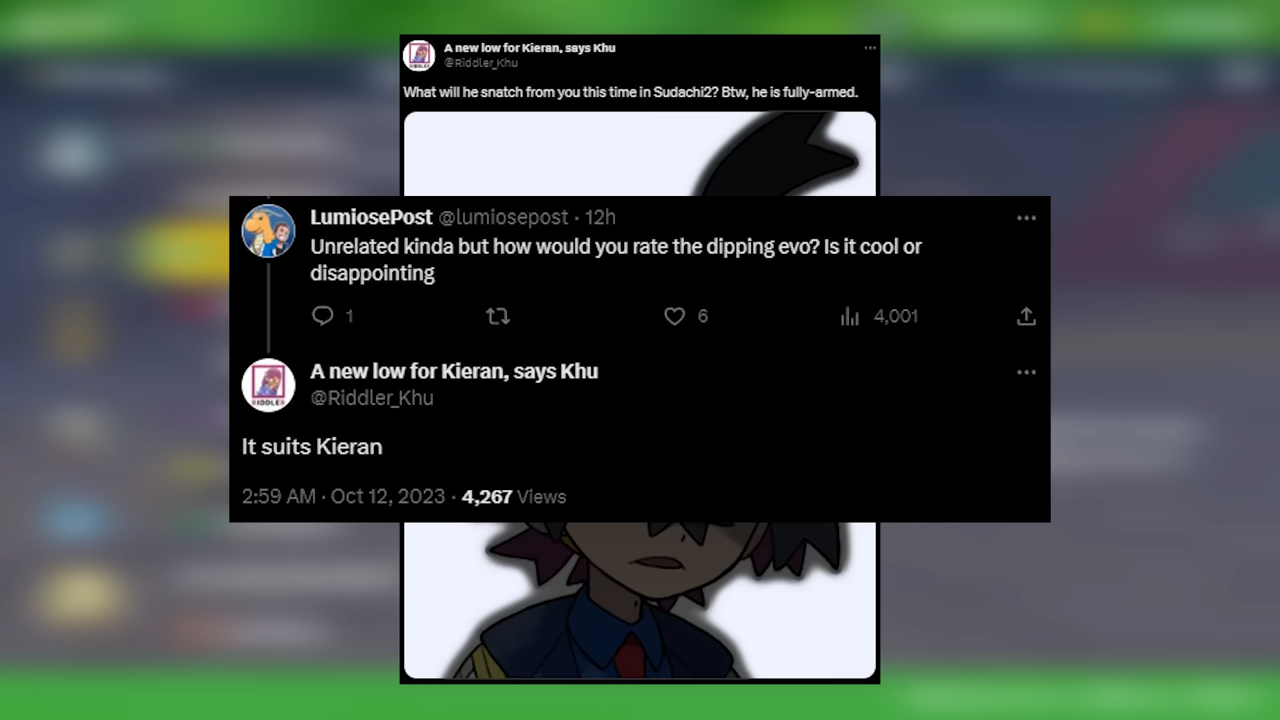 A new low for Kieran, says Khu
@Riddler_Khu
What will he snatch from you this time in Sudachi2? Btw, he is fully-armed.
LumiosePost @lumiosepost · 12h
Unrelated kinda but how would you rate the dipping evo? Is it cool or
disappointing
1
6
4,001
A new low for Kieran, says Khu
@Riddler_Khu
RIDDLER
It suits Kieran
2:59 AM · Oct 12, 2023 · 4,267 Views